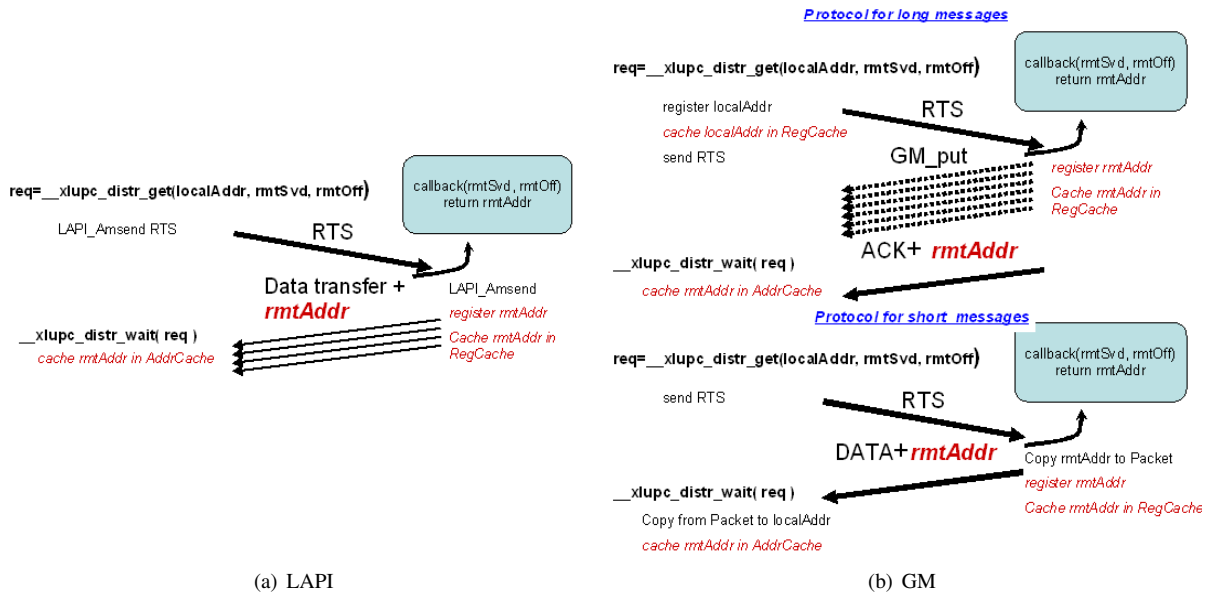 req=__xlupc_distr_get(localAddr, rmtSvd, rmtOff)
callback(rmtSvd, rmtOff)
return rmtAddr
LAPI_Amsend RTS
RTS
Data transfer +
rmtAddr
LAPI_Amsend
register rmtAddr
Cache rmtAddr in
RegCache
__xlupc_distr_wait( req )
cache rmtAddr in AddrCache
(a) LAPI
Protocol for long messages
req=__xlupc_distr_get(localAddr, rmtSvd, rmtOff)
callback(rmtSvd, rmtOff)
return rmtAddr
register localAddr
cache localAddr in RegCache
send RTS
RTS
GM_put
register rmtAddr
Cache rmtAddr in
RegCache
ACK+ rmtAddr
__xlupc_distr_wait( req )
cache rmtAddr in AddrCache
Protocol for short messages
req=__xlupc_distr_get(localAddr, rmtSvd, rmtOff)
callback(rmtSvd, rmtOff)
return rmtAddr
send RTS
RTS
DATA+rmtAddr
Copy rmtAddr to Packet
register rmtAddr
Cache rmtAddr in RegCache
__xlupc_distr_wait( req )
Copy from Packet to localAddr
cache rmtAddr in AddrCache
(b) GM